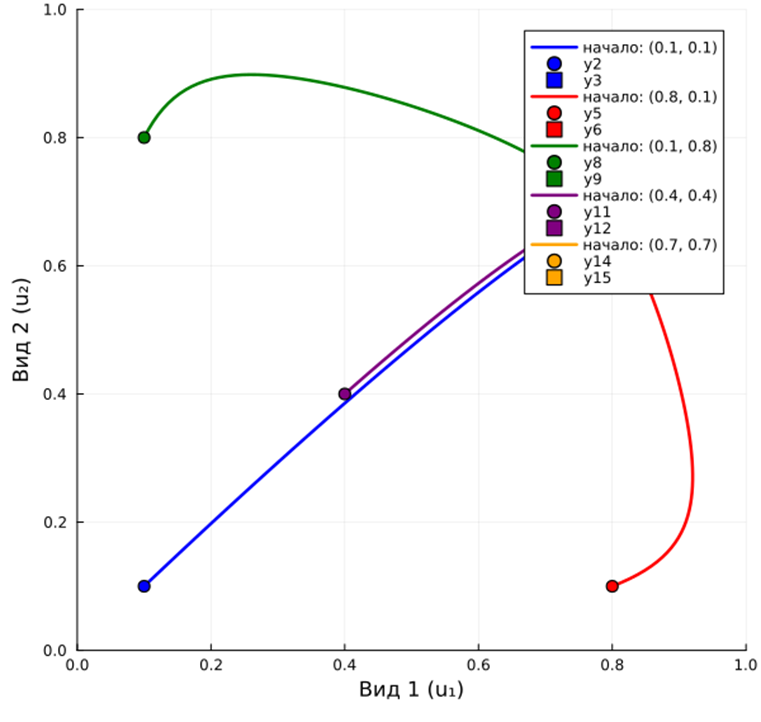 1.0
0.8
0.6
0.4
0.2
0.0
Вид 2 (u₂)
начало: (0.1, 0.1)
y2
y3
начало: (0.8, 0.1)
y5
y6
начало: (0.1, 0.8)
y8
y9
начало: (0.4, 0.4)
y11
y12
начало: (0.7, 0.7)
y14
y15
0.0 0.2 0.4 0.6 0.8 1.0
Вид 1 (u₁)